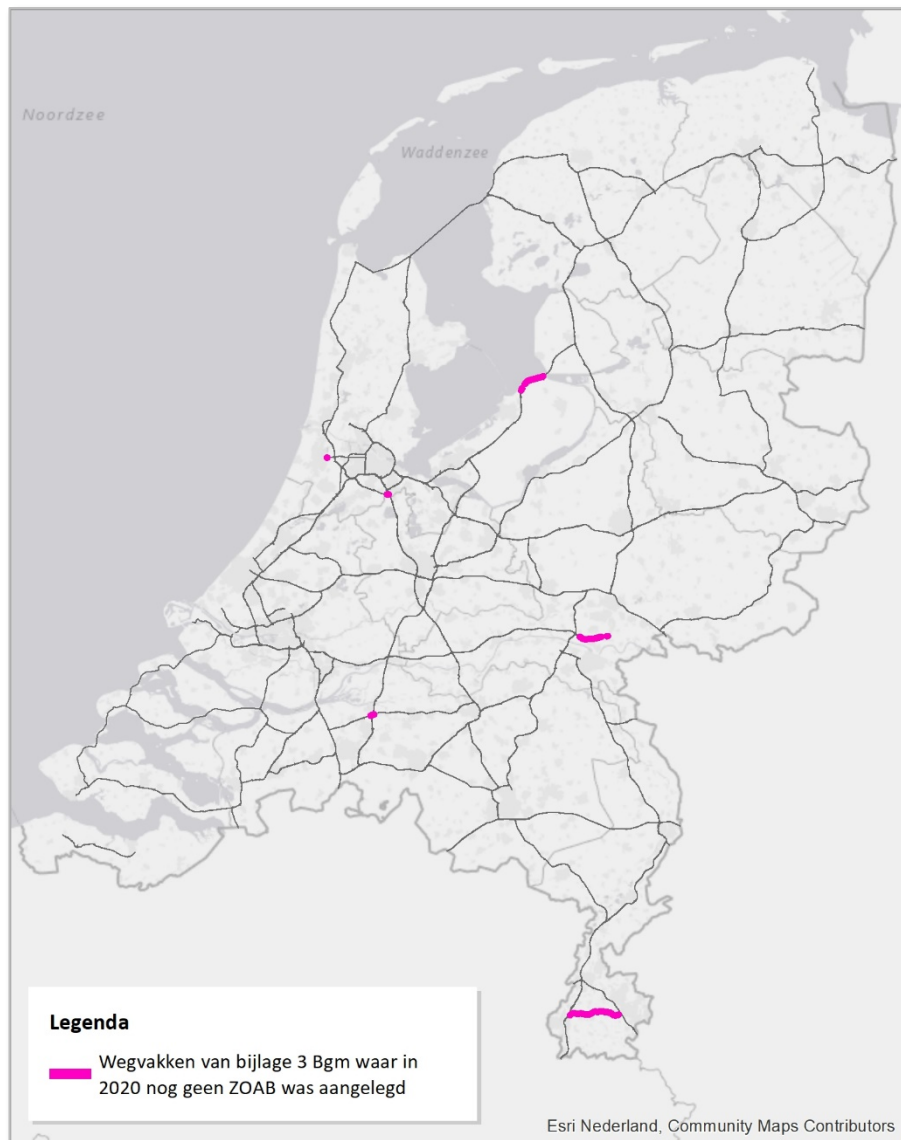 Noordzee
Waddenzee
Legenda
Wegvakken van bijlage 3 Bgm waar in
2020 nog geen ZOAB was aangelegd
Esri Nederland, Community Maps Contributors